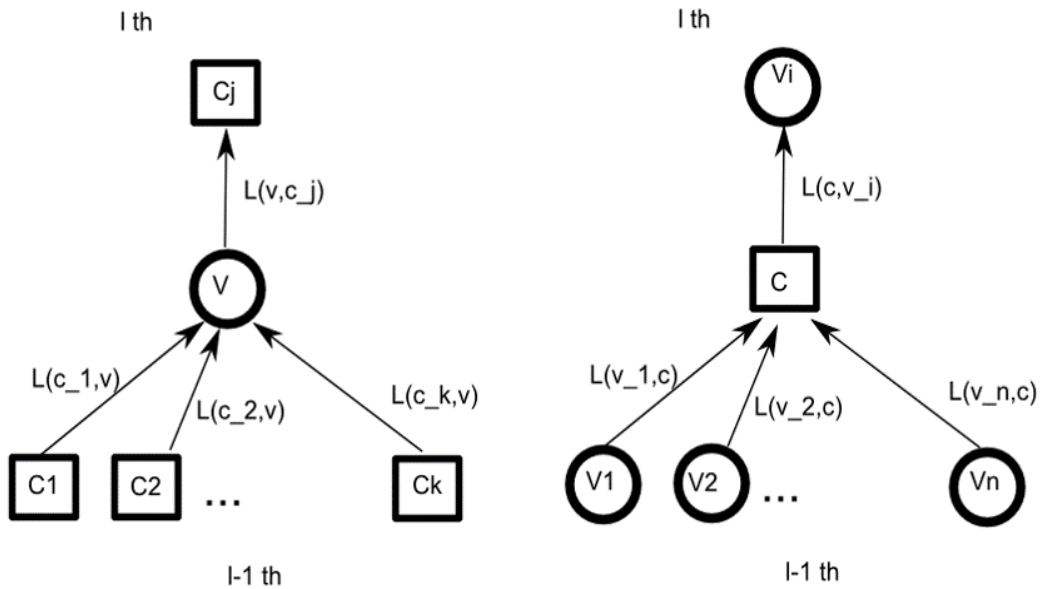 l th
Cj
L(v,c_j)
V
L(c_1,v)
L(c_2,v)
L(c_k,v)
C1
C2
...
Ck
l-1 th
l th
Vi
L(c,v_i)
C
L(v_1,c)
L(v_2,c)
L(v_n,c)
V1
V2
...
Vn
l-1 th